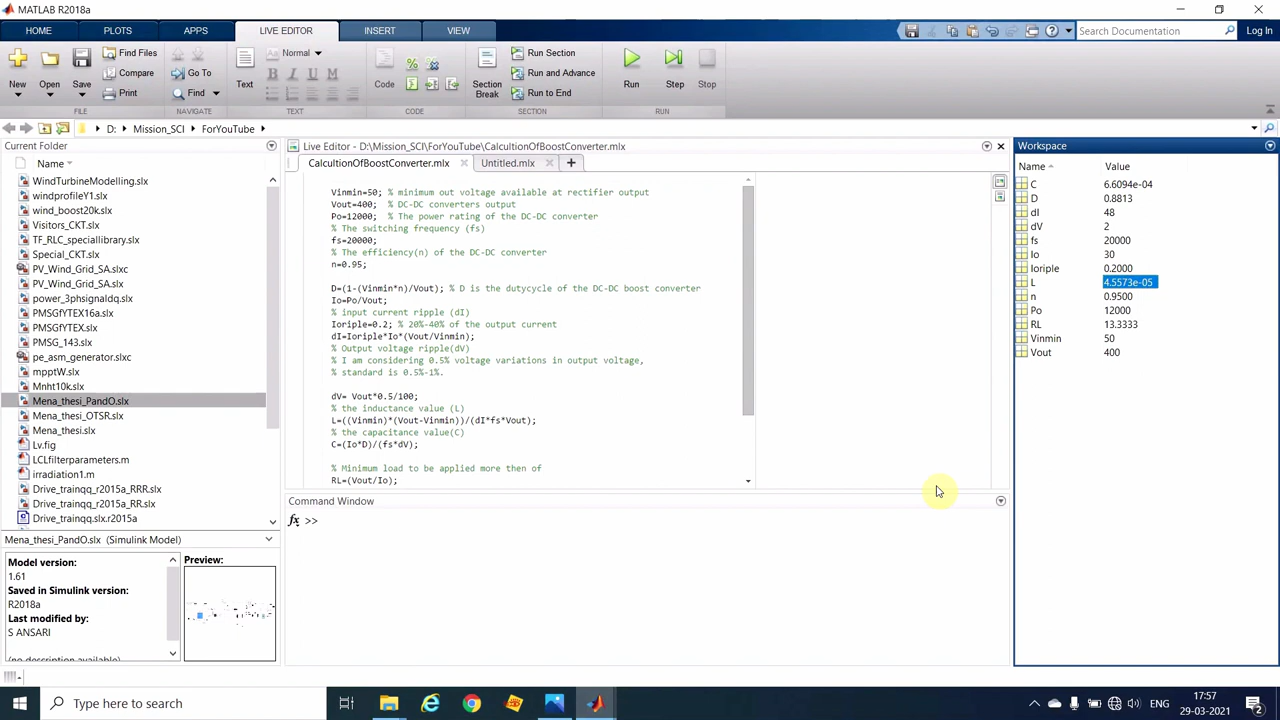 MATLAB R2018a
HOME
PLOTS
APPS
LIVE EDITOR
INSERT
VIEW
Search Documentation
Log In
New
Open
Save
Find Files
Compare
Print
Go To
Find
Text
Normal
B I U M
Code
Section Break
Run Section
Run and Advance
Run to End
Run
Step
Stop
FILE
NAVIGATE
TEXT
CODE
SECTION
RUN
D:
Mission_SCI
ForYouTube
Current Folder
Name
WindTurbineModelling.slx
windprofileY1.slx
wind_boost20k.slx
Visitors_CKT.slx
TF_RLC_speciallibrary.slx
Special_CKT.slx
PV_Wind_Grid_SA.slxc
PV_Wind_Grid_SA.slx
power_3phsignaldq.slx
PMSGfYTEX16a.slx
PMSGfYTEX.slx
PMSG_143.slx
pe_asm_generator.slxc
mpptW.slx
Mnht10k.slx
Mena_thesi_PandO.slx
Mena_thesi_OTSR.slx
Mena_thesi.slx
Lv.fig
LCLfilterparameters.m
irradiation1.m
Drive_trainqq_r2015a_RRR.slx
Drive_trainqq_r2015a_RR.slx
Drive_trainqq.slx.r2015a
Mena_thesi_PandO.slx (Simulink Model)
Model version:
1.61
Saved in Simulink version:
R2018a
Last modified by:
S ANSARI
(no description available)
Preview:
Live Editor - D:\Mission_SCI\ForYouTube\CalcultionOfBoostConverter.mlx
CalcultionOfBoostConverter.mlx
Untitled.mlx
Vinmin=50; % minimum out voltage available at rectifier output
Vout=400; % DC-DC converters output
Po=12000; % The power rating of the DC-DC converter
% The switching frequency (fs)
fs=20000;
% The efficiency(n) of the DC-DC converter
n=0.95;
D=(1-(Vinmin*n)/Vout); % D is the dutycycle of the DC-DC boost converter
Io=Po/Vout;
% input current ripple (dI)
Ioriple=0.2; % 20%-40% of the output current
dI=Ioriple*Io*(Vout/Vinmin);
% Output voltage ripple(dV)
% I am considering 0.5% voltage variations in output voltage,
% standard is 0.5%-1%.
dV= Vout*0.5/100;
% the inductance value (L)
L=((Vinmin)*(Vout-Vinmin))/(dI*fs*Vout);
% the capacitance value(C)
C=(Io*D)/(fs*dV);
% Minimum load to be applied more then of
RL=(Vout/Io);
Command Window
fx >>
Workspace
Name Value
C 6.6094e-04
D 0.8813
dI 48
dV 2
fs 20000
Io 30
Ioriple 0.2000
L 4.5573e-05
n 0.9500
Po 12000
RL 13.3333
Vinmin 50
Vout 400
Type here to search
ENG
17:57
29-03-2021
2